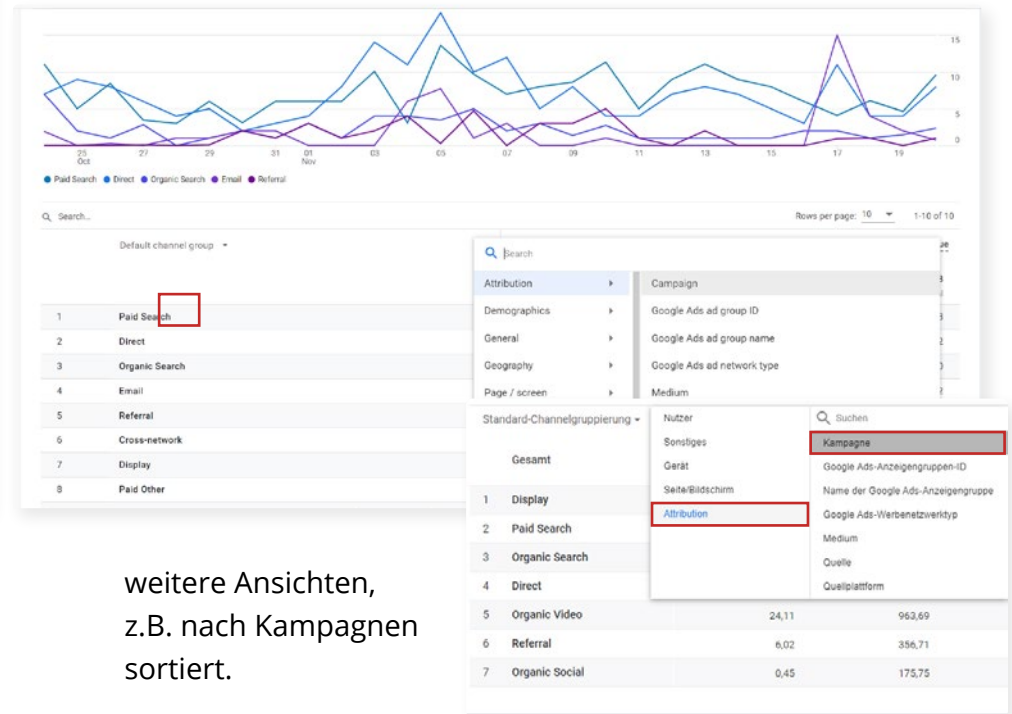 15
10
5
0
25 27 29 31 01 03 05 07 09 11 13 15 17 19
Oct Nov
Paid Search Direct Organic Search Email Referral
Search... Rows per page: 10 1-10 of 10
Default channel group
Search
Attribution Campaign
Demographics Google Ads ad group ID
General Google Ads ad group name
Geography Google Ads ad network type
Page / screen Medium
1 Paid Search
2 Direct
3 Organic Search
4 Email
5 Referral
6 Cross-network
7 Display
8 Paid Other
Standard-Channelgruppierung
Nutzer Suchen
Sonstiges Kampagne
Gerät Google Ads-Anzeigengruppen-ID
Seite/Bildschirm Name der Google Ads-Anzeigengruppe
Attribution Google Ads-Werbenetzwerktyp
Medium
Quelle
Quellplattform
Gesamt
1 Display
2 Paid Search
3 Organic Search
4 Direct
5 Organic Video 24,11 963,69
6 Referral 6,02 356,71
7 Organic Social 0,45 175,75
weitere Ansichten,
z.B. nach Kampagnen
sortiert.